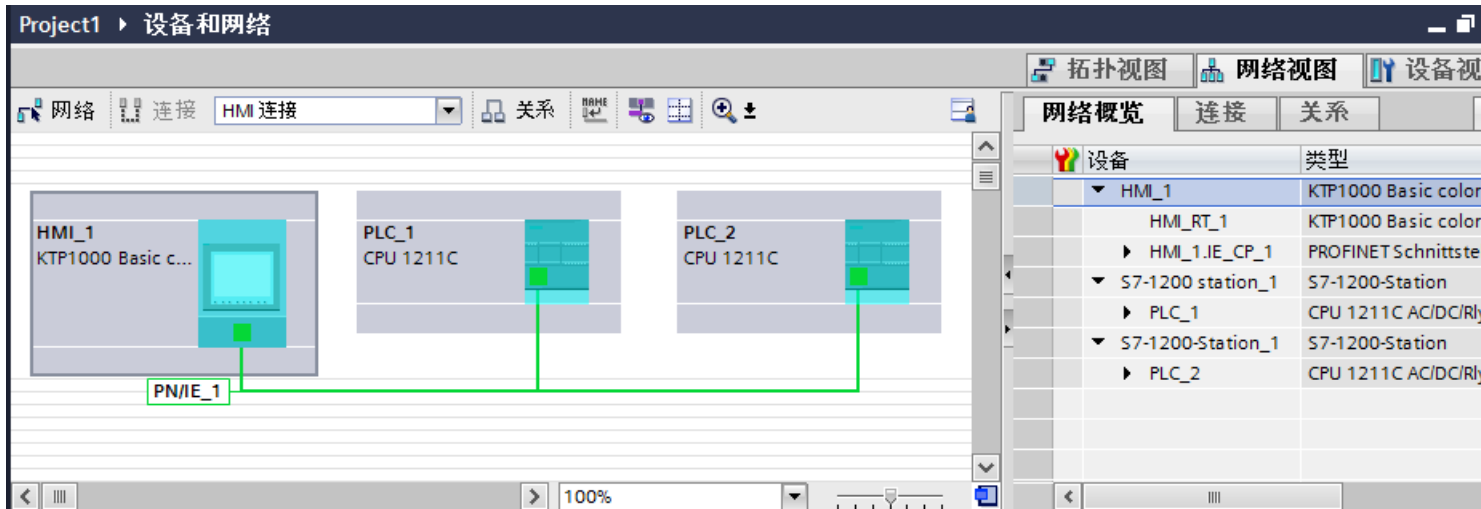 Project1 ▸ 设备和网络
拓扑视图 网络视图 设备视
网络 连接 HMI 连接 关系
网络概览 连接 关系
设备 类型
HMI_1 KTP1000 Basic color
HMI_RT_1 KTP1000 Basic color
HMI_1.IE_CP_1 PROFINET Schnittste
S7-1200 station_1 S7-1200-Station
PLC_1 CPU 1211C AC/DC/Rly
S7-1200-Station_1 S7-1200-Station
PLC_2 CPU 1211C AC/DC/Rly
HMI_1
KTP1000 Basic c...
PLC_1
CPU 1211C
PLC_2
CPU 1211C
PN/IE_1
100%